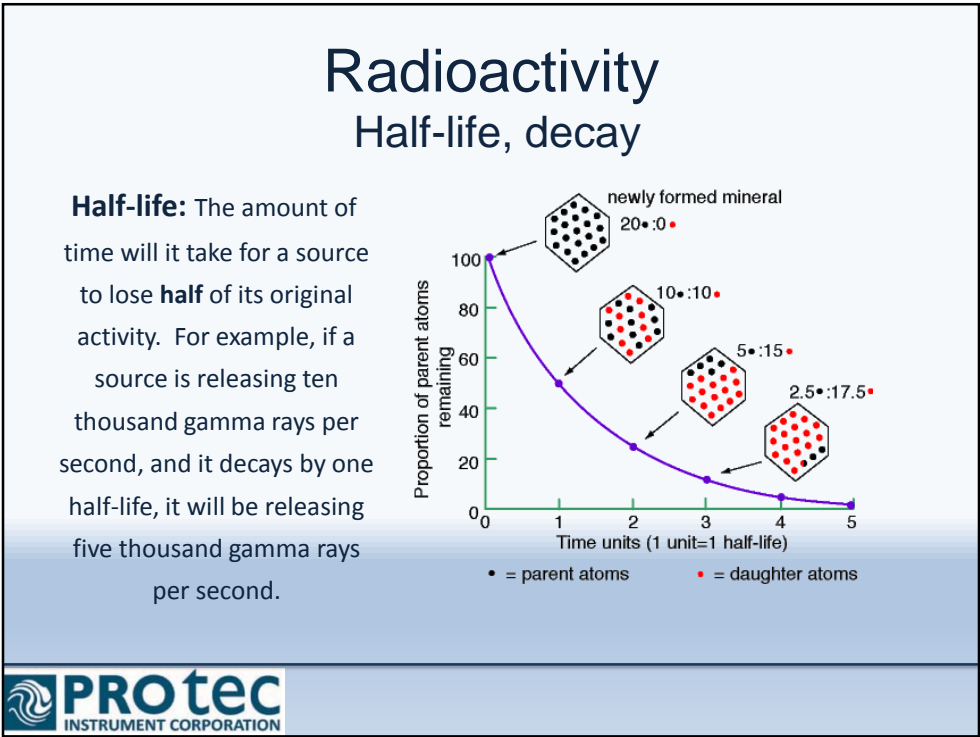 Radioactivity
Half-life, decay
Half-life: The amount of
time will it take for a source
to lose half of its original
activity.  For example, if a
source is releasing ten
thousand gamma rays per
second, and it decays by one
half-life, it will be releasing
five thousand gamma rays
per second.
newly formed mineral
20•:0•
10•:10•
5•:15•
2.5•:17.5•
Proportion of parent atoms
remaining
100
80
60
40
20
0
0 1 2 3 4 5
Time units (1 unit=1 half-life)
• = parent atoms • = daughter atoms
PROtec
INSTRUMENT CORPORATION